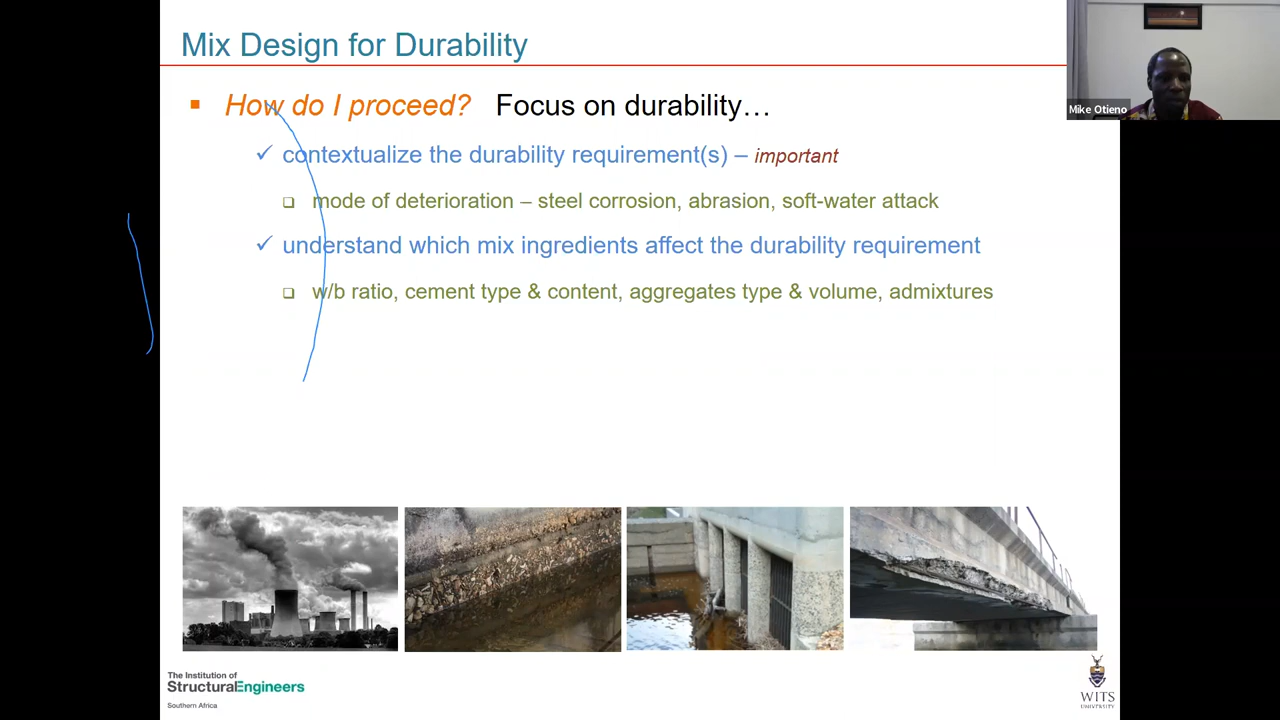 Mix Design for Durability
Mike Otieno
▪ How do I proceed? Focus on durability…
✓ contextualize the durability requirement(s) – important
❑ mode of deterioration – steel corrosion, abrasion, soft-water attack
✓ understand which mix ingredients affect the durability requirement
❑ w/b ratio, cement type & content, aggregates type & volume, admixtures
The Institution of
StructuralEngineers
Southern Africa
WITS
UNIVERSITY